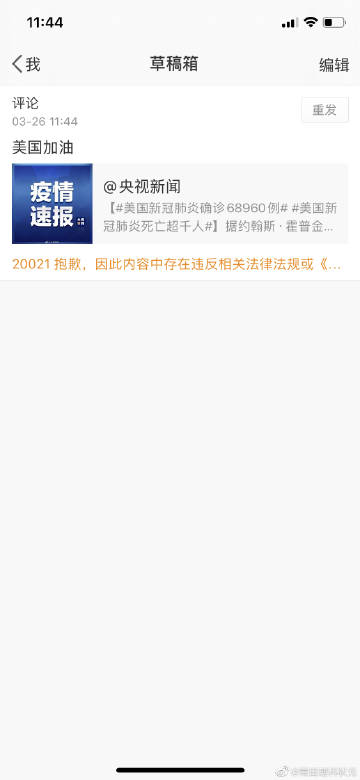 11:44
我
草稿箱
编辑
评论
03-26 11:44
重发
美国加油
疫情
速报
@央视新闻
【#美国新冠肺炎确诊68960例# #美国新
冠肺炎死亡超千人#】据约翰斯·霍普金...
20021 抱歉，因此内容中存在违反相关法律法规或《...